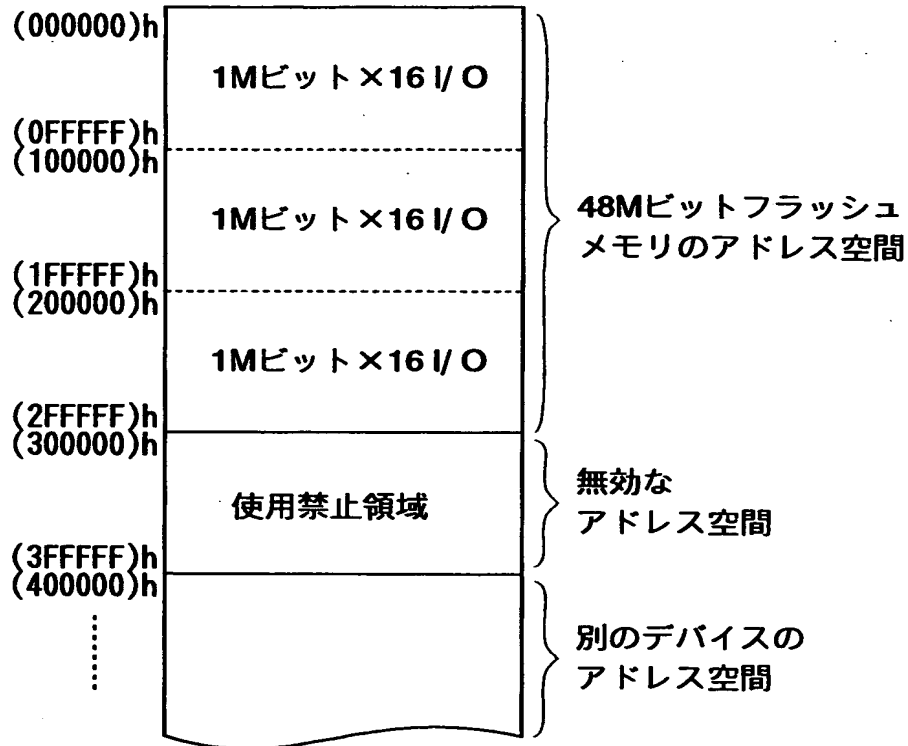 (000000)h
1Mビット×16 I/O
(0FFFFF)h
(100000)h
1Mビット×16 I/O
48Mビットフラッシュ
メモリのアドレス空間
(1FFFFF)h
(200000)h
1Mビット×16 I/O
(2FFFFF)h
(300000)h
使用禁止領域
無効な
アドレス空間
(3FFFFF)h
(400000)h
別のデバイスの
アドレス空間